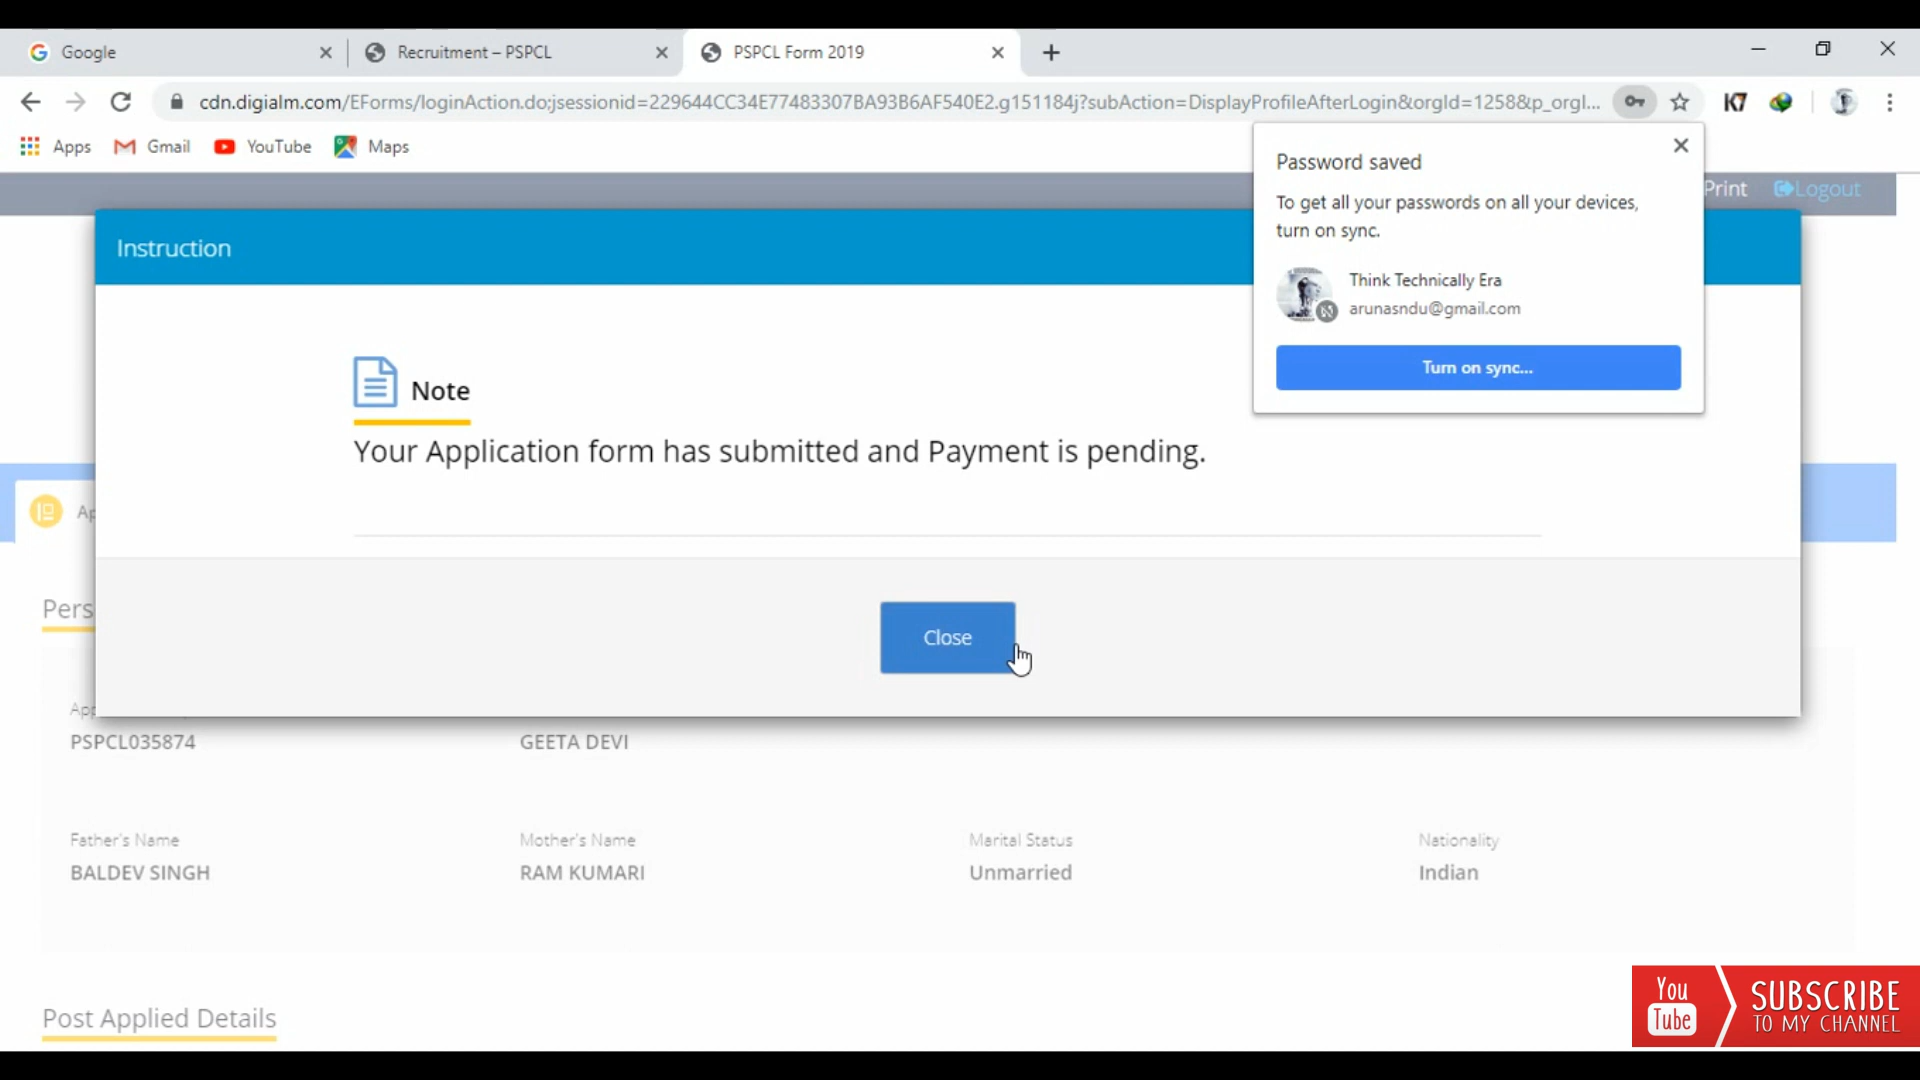 Google
Recruitment – PSPCL
PSPCL Form 2019
cdn.digialm.com/EForms/loginAction.do;jsessionid=229644CC34E77483307BA93B6AF540E2.g151184j?subAction=DisplayProfileAfterLogin&orgId=1258&p_orgI...
K7
Apps
Gmail
YouTube
Maps
Password saved
To get all your passwords on all your devices,
turn on sync.
Think Technically Era
arunasndu@gmail.com
Turn on sync...
Print
Logout
Instruction
Note
Your Application form has submitted and Payment is pending.
Close
Ap
Pers
App
PSPCL035874
GEETA DEVI
Father's Name
Mother's Name
Marital Status
Nationality
BALDEV SINGH
RAM KUMARI
Unmarried
Indian
Post Applied Details
You
Tube
SUBSCRIBE
TO MY CHANNEL